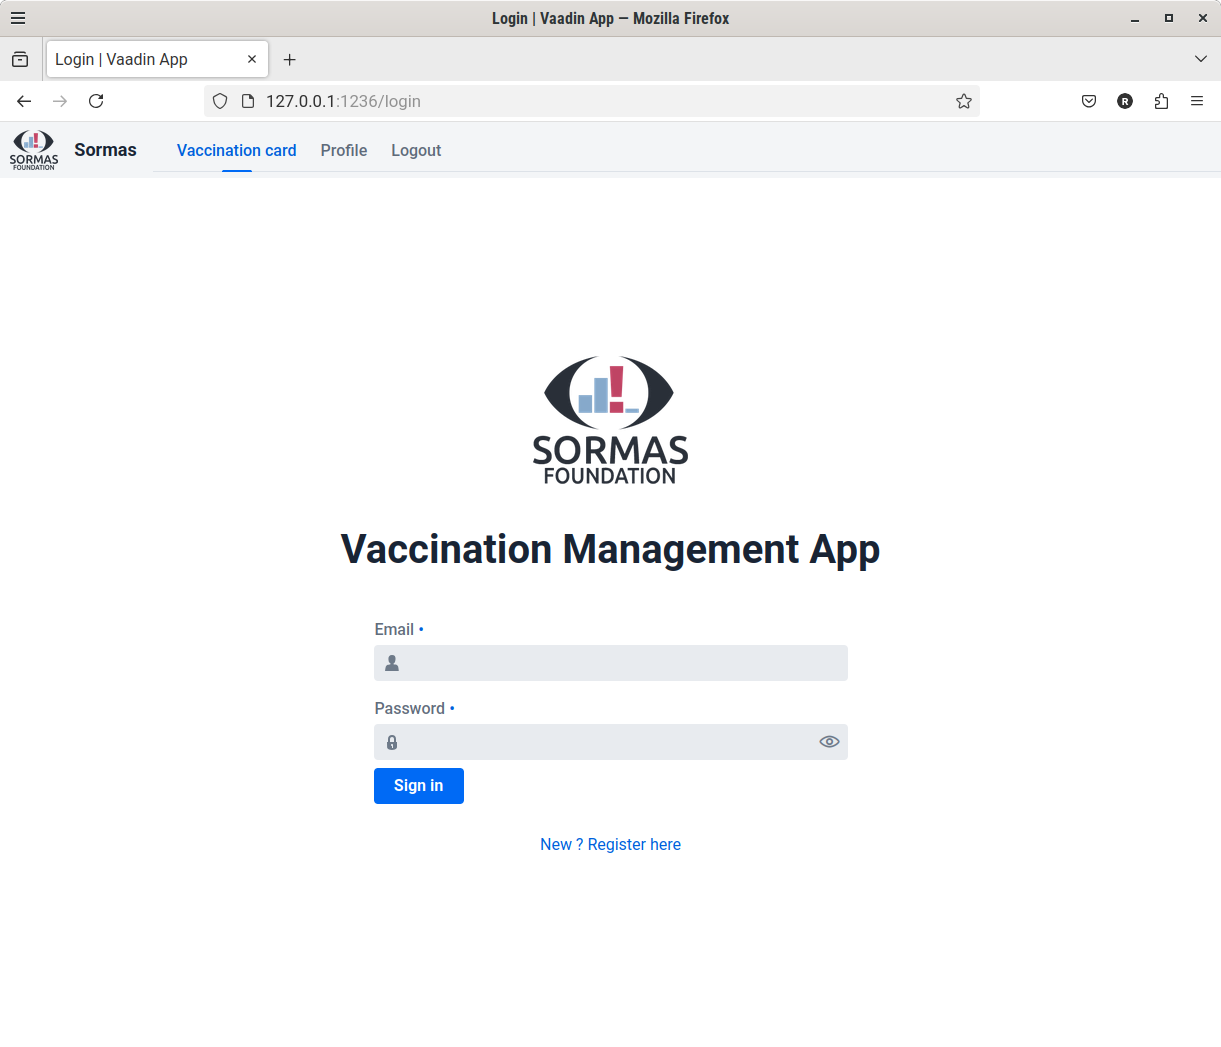 Login | Vaadin App — Mozilla Firefox
Login | Vaadin App
127.0.0.1:1236/login
R
SORMAS
FOUNDATION
Sormas
Vaccination card
Profile
Logout
SORMAS
FOUNDATION
Vaccination Management App
Email •
Password •
Sign in
New ? Register here